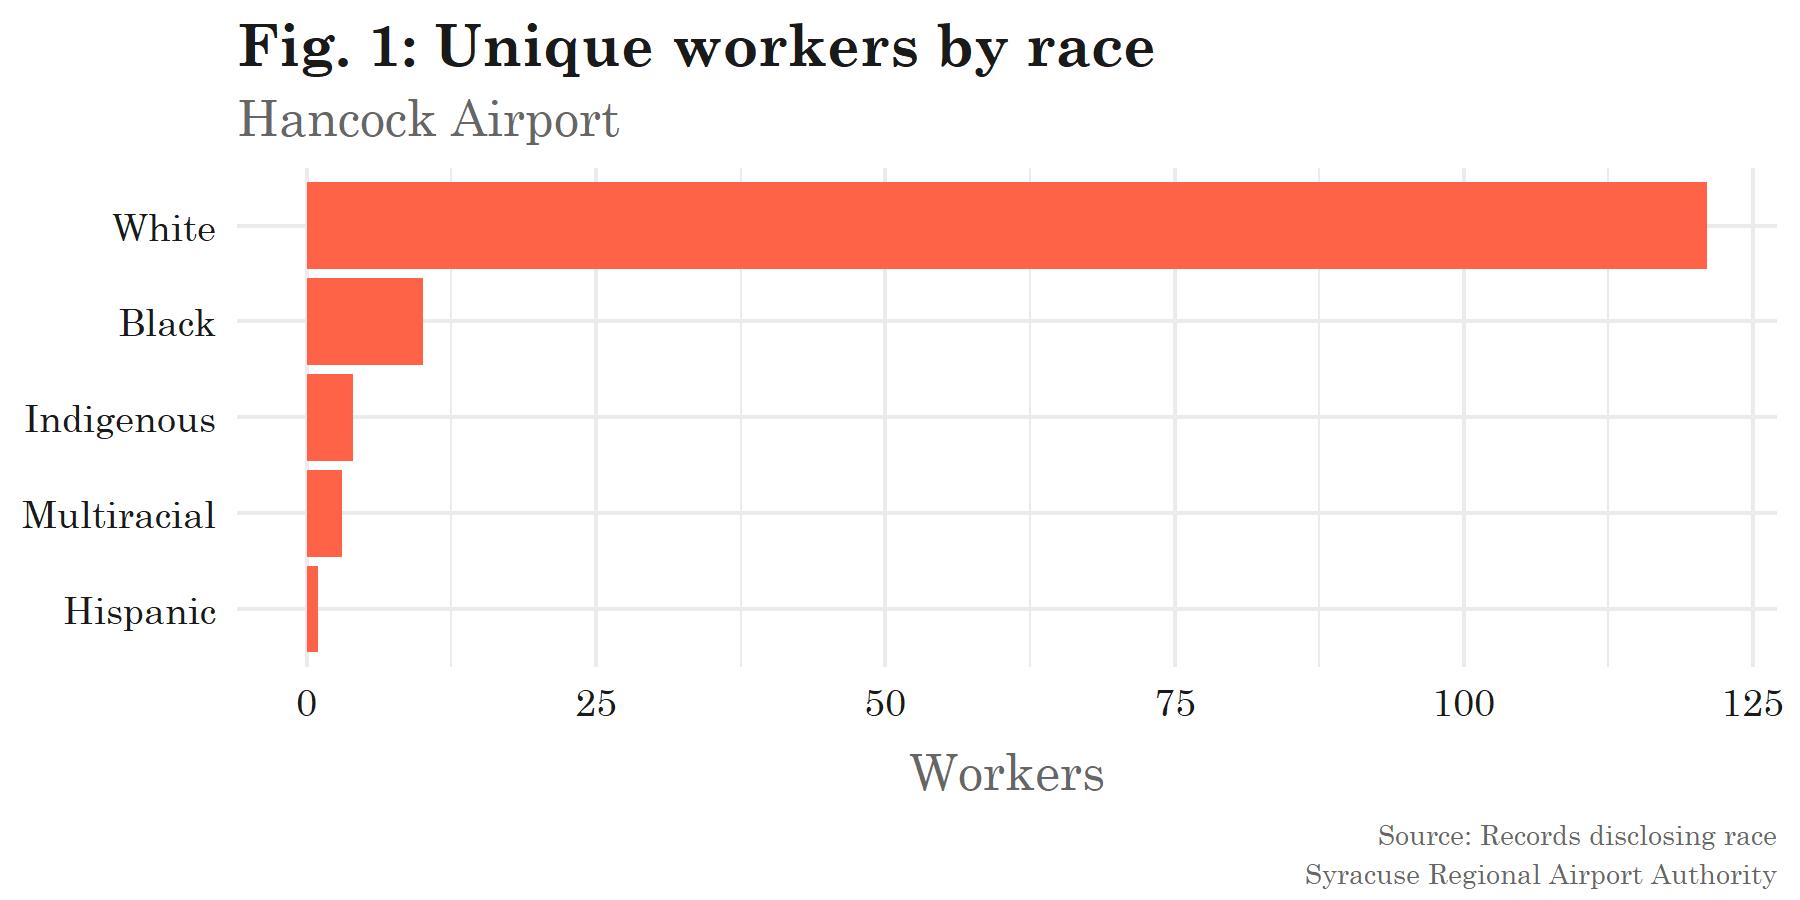 Fig. 1: Unique workers by race
Hancock Airport
White
Black
Indigenous
Multiracial
Hispanic
0 25 50 75 100 125
Workers
Source: Records disclosing race
Syracuse Regional Airport Authority